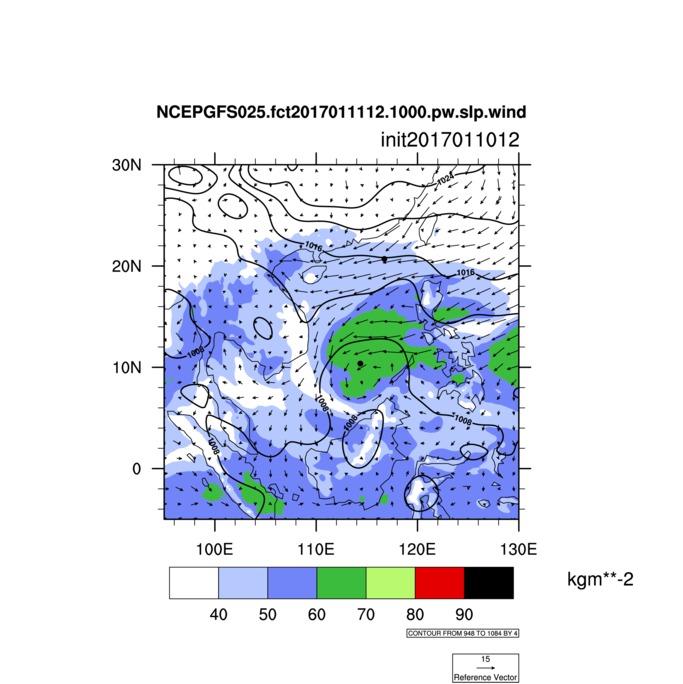 NCEPGFS025.fct2017011112.1000.pw.slp.wind
init2017011012
30N
1024
1016
20N
1016
1008
10N
1008
1008
1008
1008
0
100E 110E 120E 130E
kgm**-2
40 50 60 70 80 90
CONTOUR FROM 948 TO 1084 BY 4
15
Reference Vector